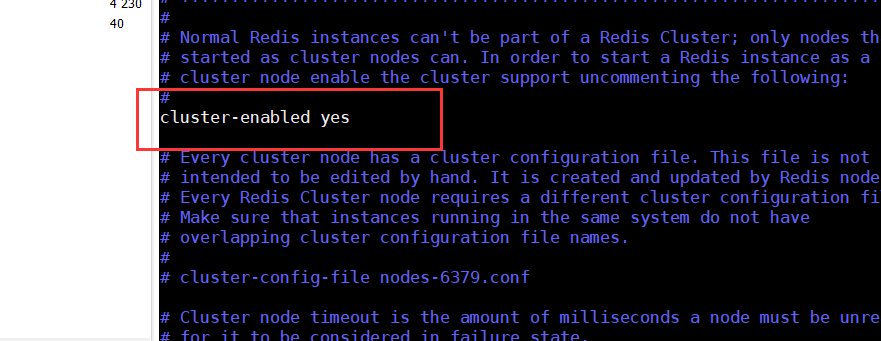 4 230
40
#
# Normal Redis instances can't be part of a Redis Cluster; only nodes th
# started as cluster nodes can. In order to start a Redis instance as a
# cluster node enable the cluster support uncommenting the following:
#
cluster-enabled yes
# Every cluster node has a cluster configuration file. This file is not
# intended to be edited by hand. It is created and updated by Redis node
# Every Redis Cluster node requires a different cluster configuration fi
# Make sure that instances running in the same system do not have
# overlapping cluster configuration file names.
#
# cluster-config-file nodes-6379.conf
# Cluster node timeout is the amount of milliseconds a node must be unre
# for it to be considered in failure state.